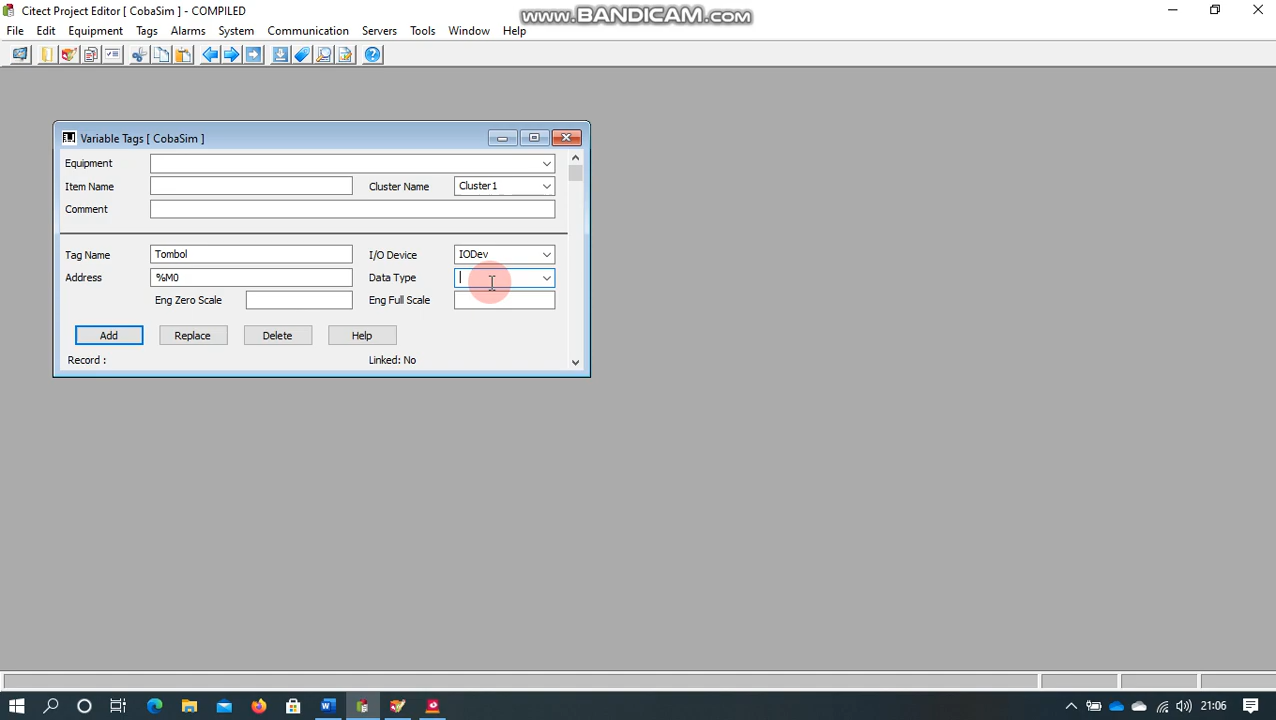 Citect Project Editor [ CobaSim ] - COMPILED
www.BANDICAM.com
File Edit Equipment Tags Alarms System Communication Servers Tools Window Help
Variable Tags [ CobaSim ]
Equipment
Item Name Cluster Name Cluster1
Comment
Tag Name Tombol I/O Device IODev
Address %M0 Data Type
Eng Zero Scale Eng Full Scale
Add Replace Delete Help
Record : Linked: No
21:06